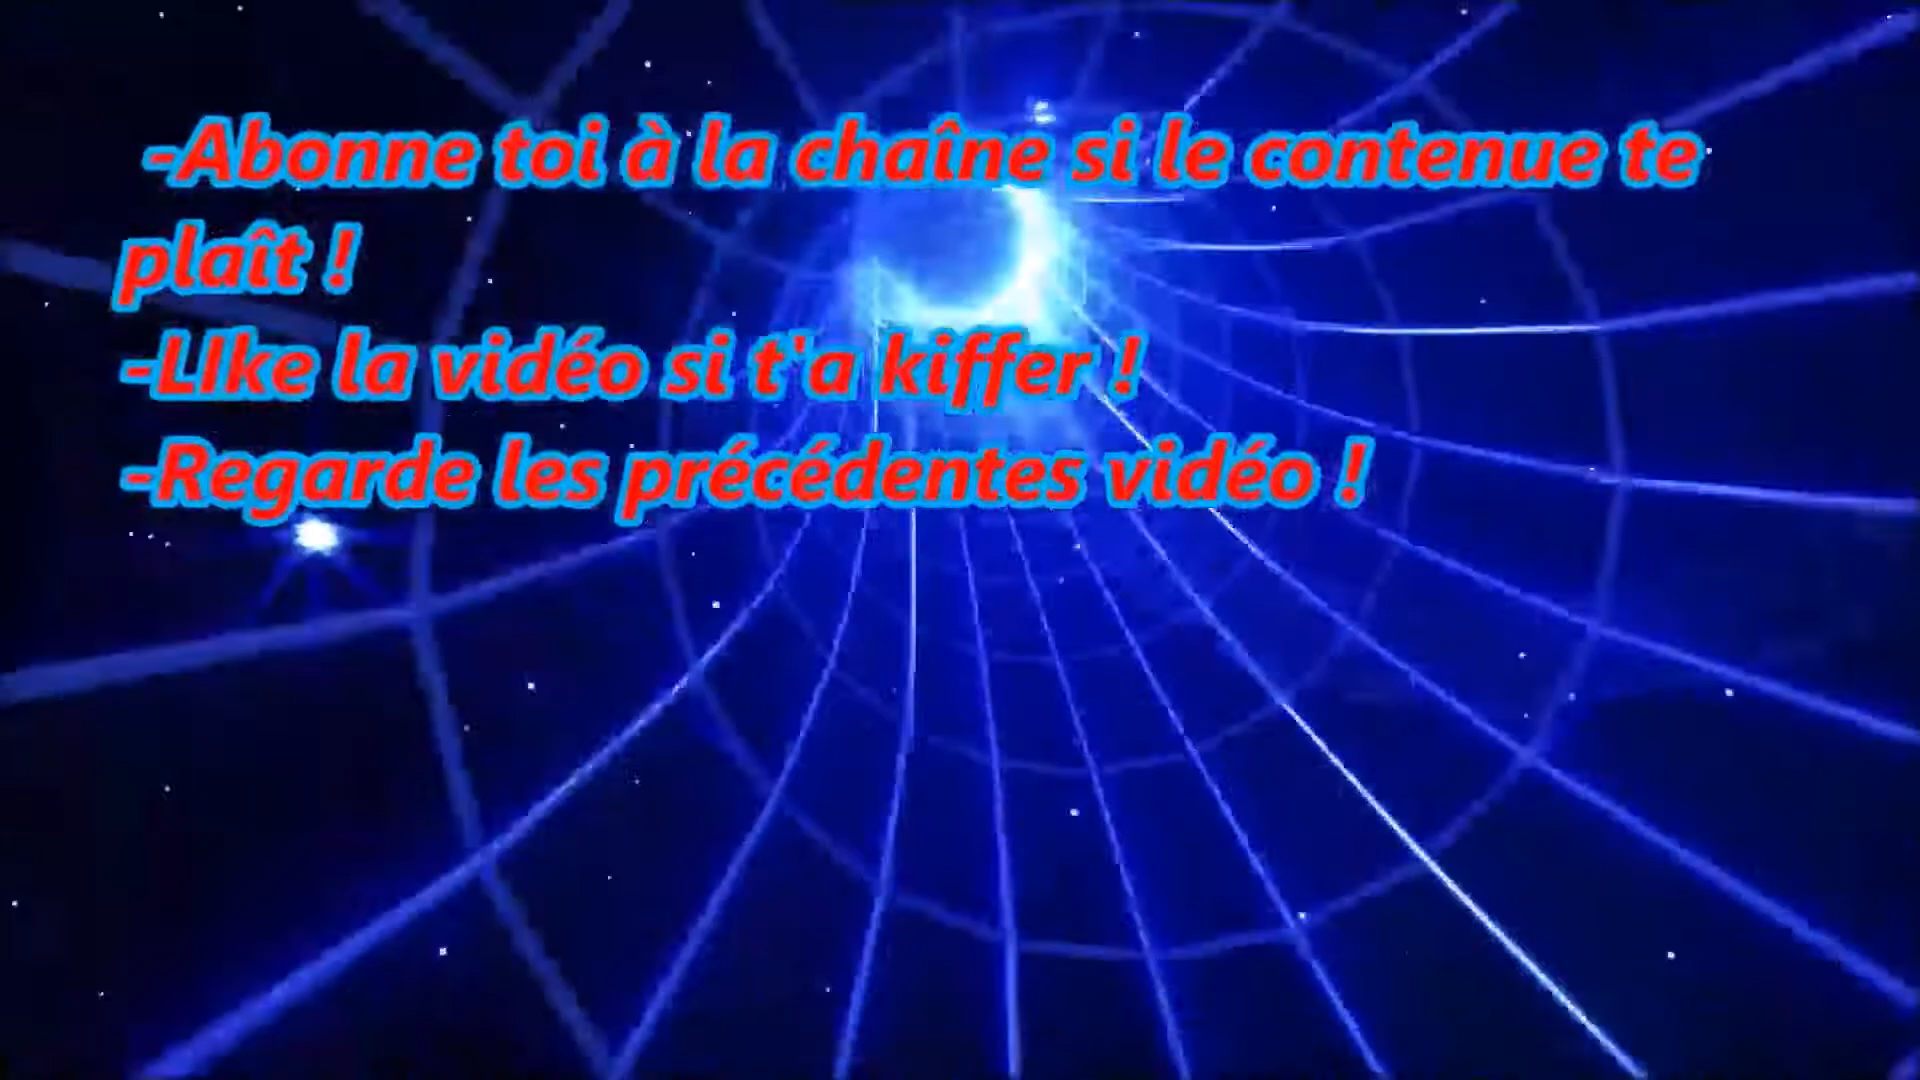 -Abonne toi à la chaîne si le contenue te
plaît !
-LIke la vidéo si t'a kiffer !
-Regarde les précédentes vidéo !